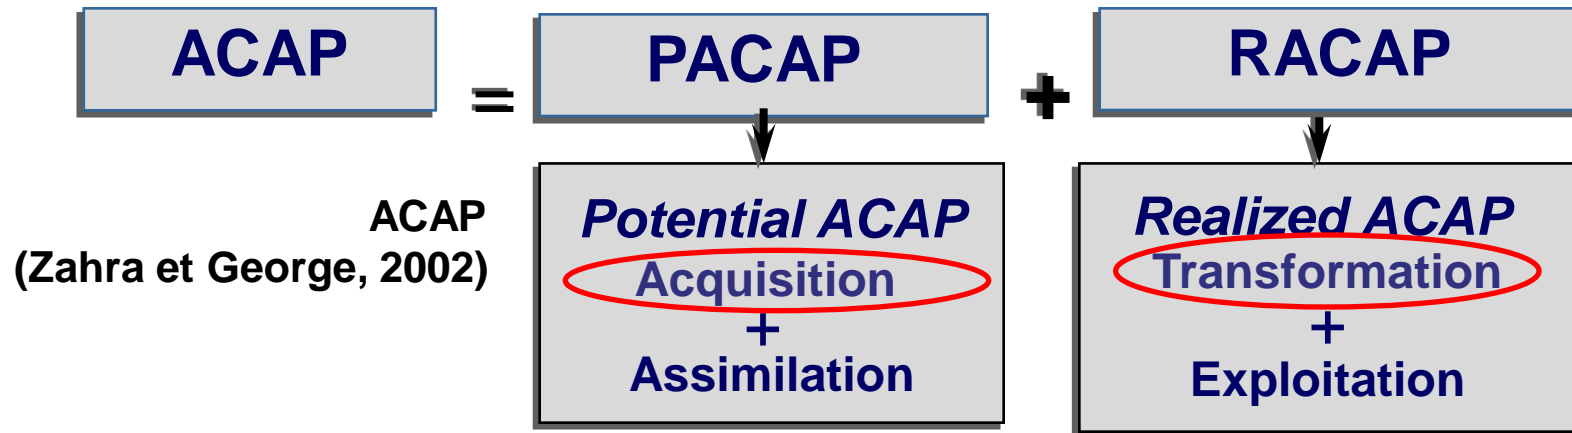 ACAP = PACAP + RACAP
ACAP
(Zahra et George, 2002)
Potential ACAP
Acquisition
+
Assimilation
Realized ACAP
Transformation
+
Exploitation